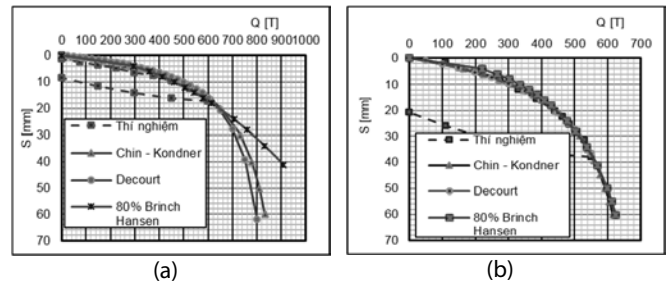 Q [T]
0 100 200 300 400 500 600 700 800 900 1000
0
10
20
30
40
50
60
70
S [mm]
Thí nghiệm
Chin - Kondner
Decourt
80% Brinch
Hansen
(a)
Q [T]
0 100 200 300 400 500 600 700
0
10
20
30
40
50
60
70
S [mm]
Thí nghiệm
Chin - Kondner
Decourt
80% Brinch
Hansen
(b)